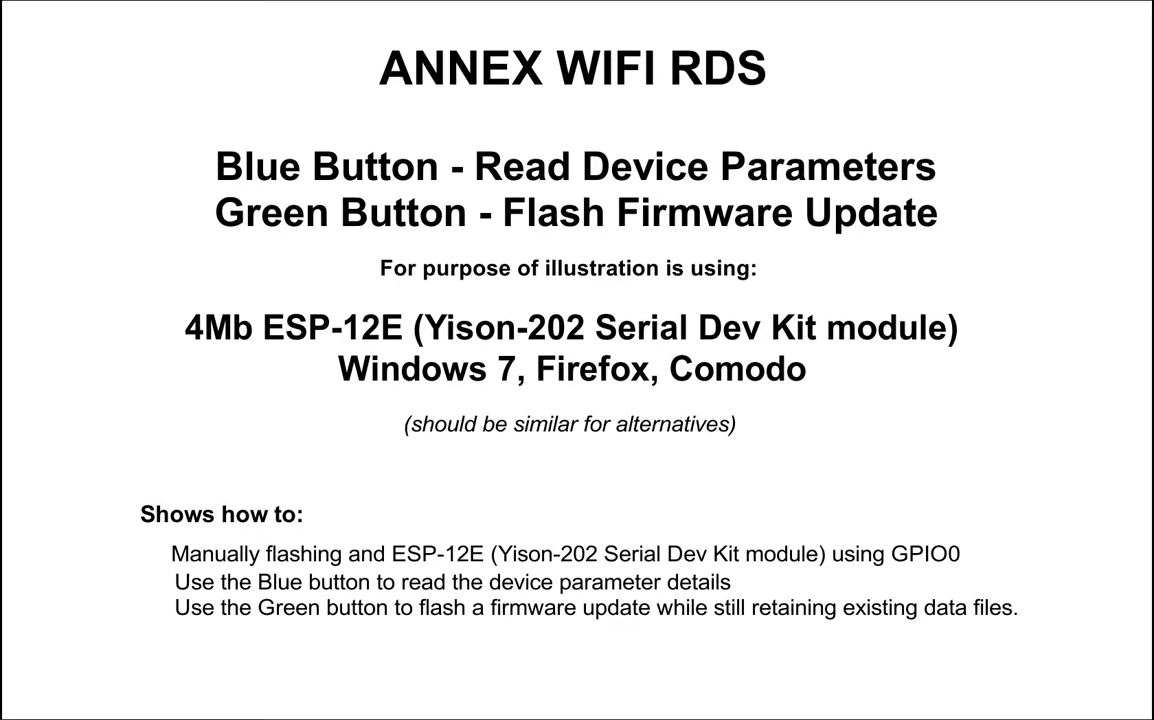 ANNEX WIFI RDS
Blue Button - Read Device Parameters
Green Button - Flash Firmware Update
For purpose of illustration is using:
4Mb ESP-12E (Yison-202 Serial Dev Kit module)
Windows 7, Firefox, Comodo
(should be similar for alternatives)
Shows how to:
Manually flashing and ESP-12E (Yison-202 Serial Dev Kit module) using GPIO0
Use the Blue button to read the device parameter details
Use the Green button to flash a firmware update while still retaining existing data files.